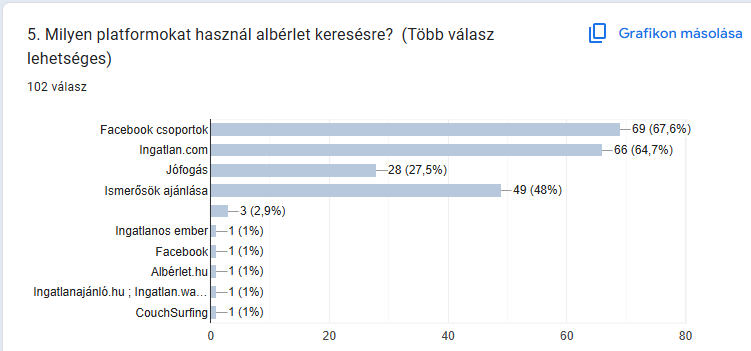 5. Milyen platformokat használ albérlet keresésre? (Több válasz
lehetséges)
Grafikon másolása
102 válasz
Facebook csoportok 69 (67,6%)
Ingatlan.com 66 (64,7%)
Jófogás 28 (27,5%)
Ismerősök ajánlása 49 (48%)
3 (2,9%)
Ingatlanos ember 1 (1%)
Facebook 1 (1%)
Albérlet.hu 1 (1%)
Ingatlanajánló.hu ; Ingatlan.wa… 1 (1%)
CouchSurfing 1 (1%)
0 20 40 60 80